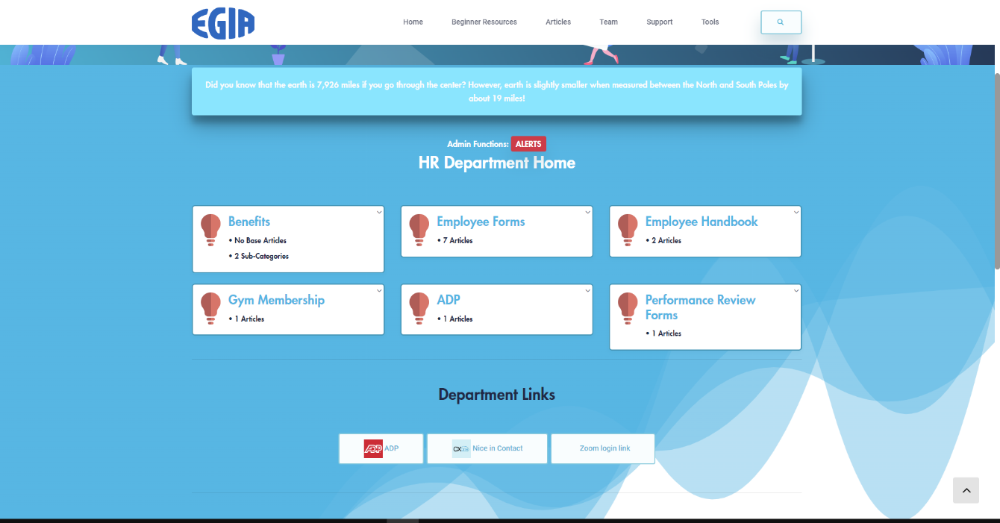 EGIA
Home Beginner Resources Articles Team Support Tools
Did you know that the earth is 7,926 miles if you go through the center? However, earth is slightly smaller when measured between the North and South Poles by
about 19 miles!
Admin Functions: ALERTS
HR Department Home
Benefits
• No Base Articles
• 2 Sub-Categories
Employee Forms
• 7 Articles
Employee Handbook
• 2 Articles
Gym Membership
• 1 Articles
ADP
• 1 Articles
Performance Review
Forms
• 1 Articles
Department Links
ADP ADP
CXone Nice in Contact
Zoom login link